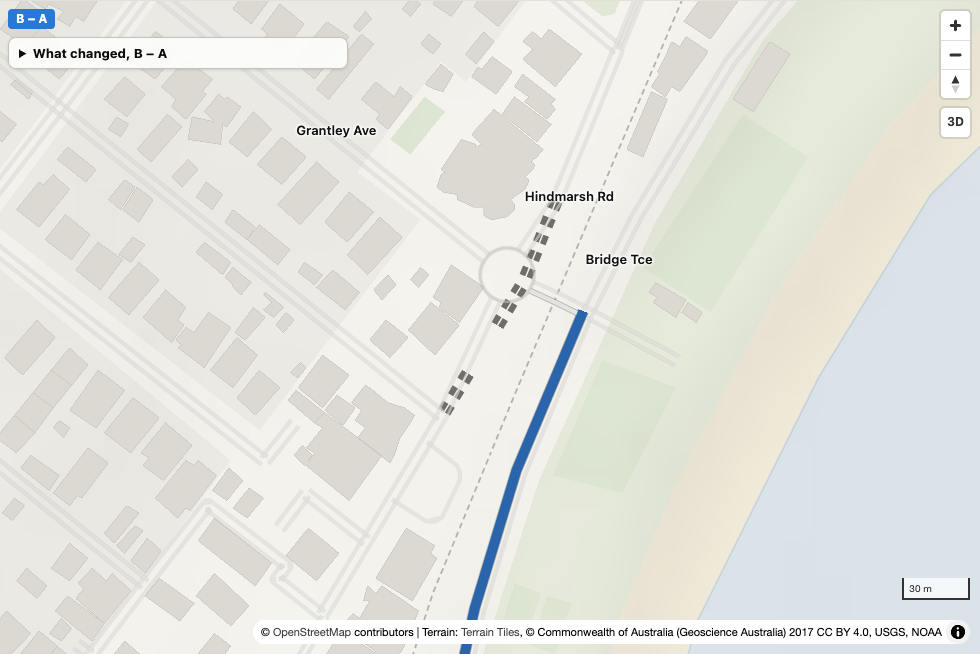 B – A
▶ What changed, B – A
Grantley Ave
Hindmarsh Rd
Bridge Tce
3D
30 m
© OpenStreetMap contributors | Terrain: Terrain Tiles, © Commonwealth of Australia (Geoscience Australia) 2017 CC BY 4.0, USGS, NOAA